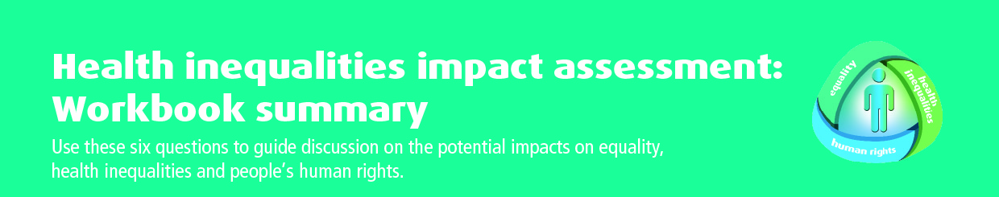 Health inequalities impact assessment:
Workbook summary
Use these six questions to guide discussion on the potential impacts on equality,
health inequalities and people’s human rights.
equality
health
inequalities
human rights